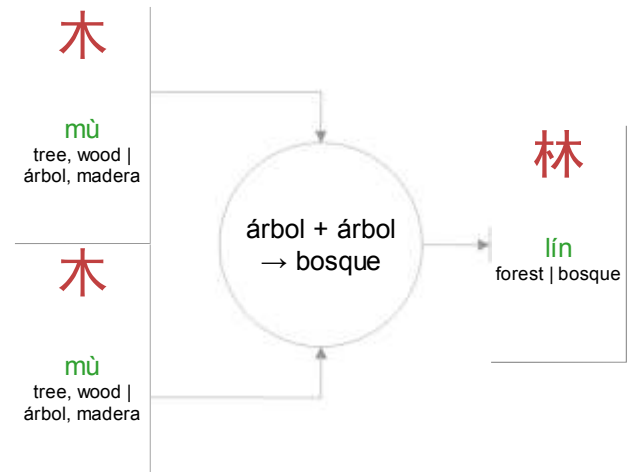 木
mù
tree, wood |
árbol, madera
木
mù
tree, wood |
árbol, madera
árbol + árbol
→ bosque
林
lín
forest | bosque